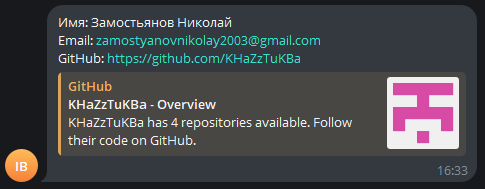 Имя: Замостьянов Николай
Email: zamostyanovnikolay2003@gmail.com
GitHub: https://github.com/KHaZzTuKBa
GitHub
KHaZzTuKBa - Overview
KHaZzTuKBa has 4 repositories available. Follow
their code on GitHub.
IB
16:33